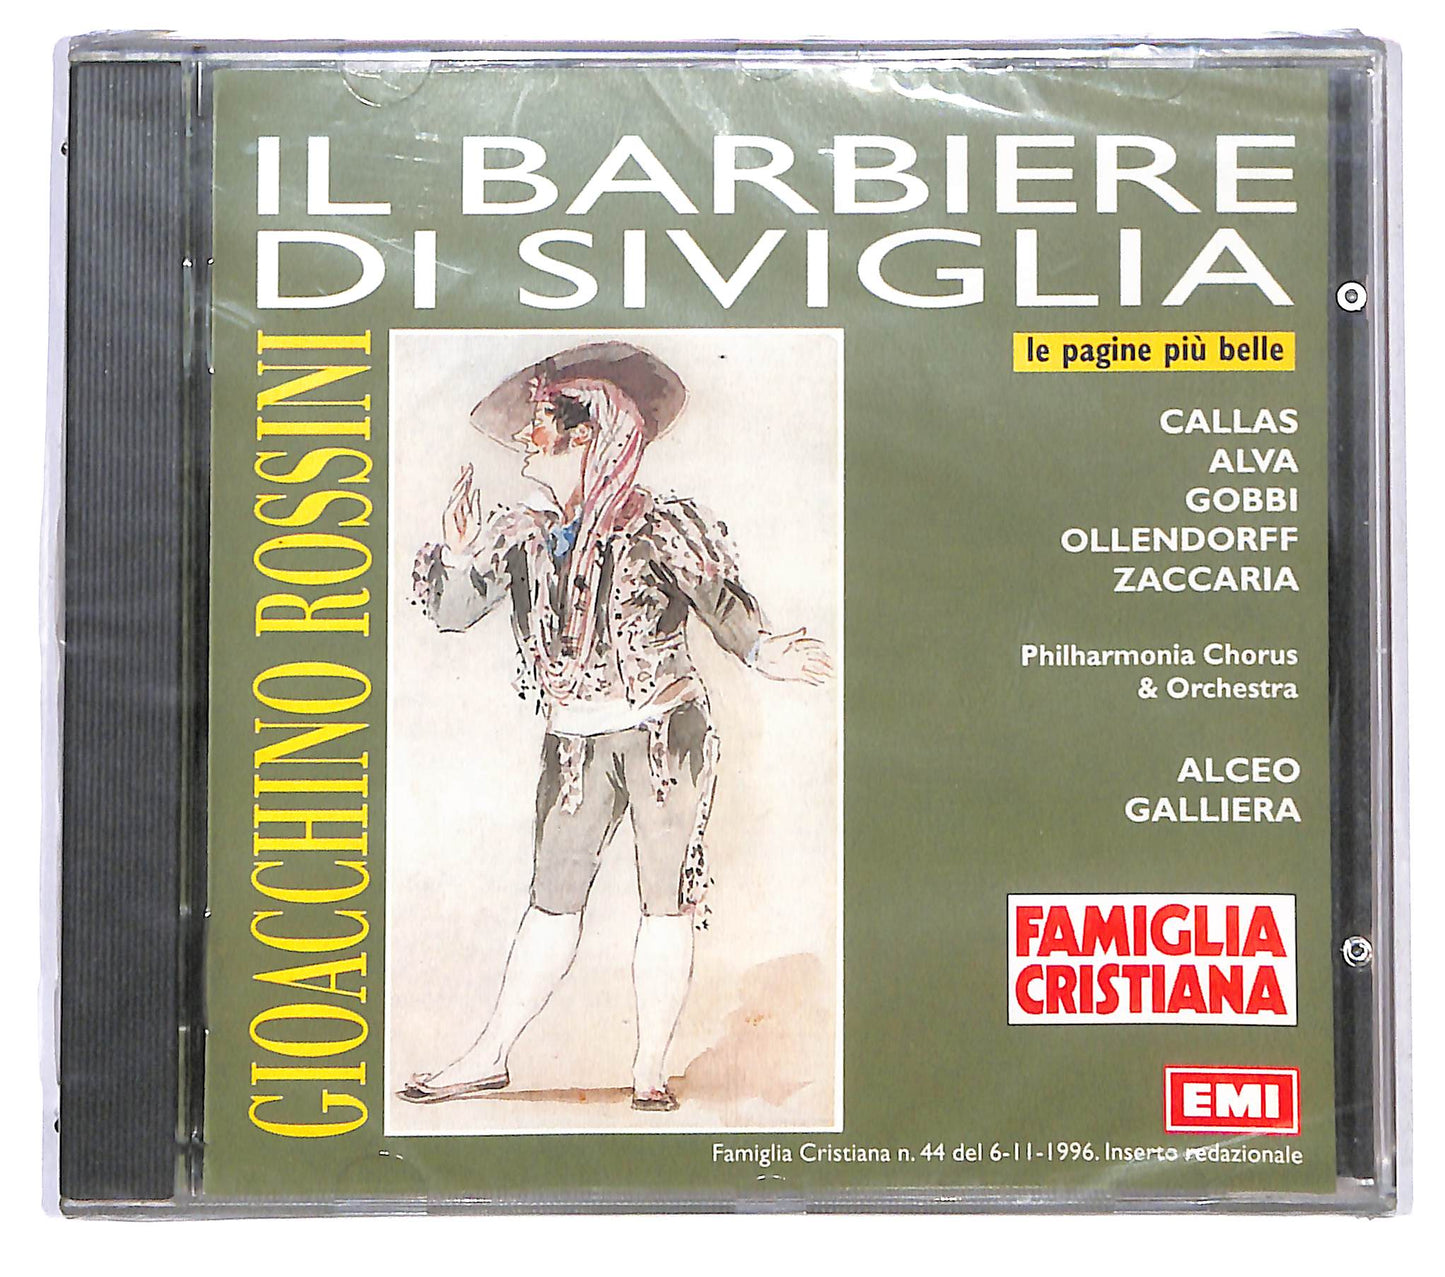 IL BARBIERE
DI SIVIGLIA
GIOACCHINO ROSSINI
le pagine più belle
CALLAS
ALVA
GOBBI
OLLENDORFF
ZACCARIA
Philharmonia Chorus
& Orchestra
ALCEO
GALLIERA
FAMIGLIA
CRISTIANA
EMI
Famiglia Cristiana n. 44 del 6-11-1996. Inserto redazionale